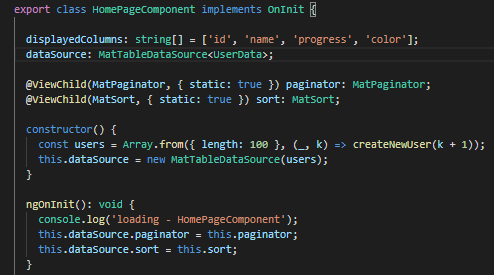 export class HomePageComponent implements OnInit {
displayedColumns: string[] = ['id', 'name', 'progress', 'color'];
dataSource: MatTableDataSource<UserData>;
@ViewChild(MatPaginator, { static: true }) paginator: MatPaginator;
@ViewChild(MatSort, { static: true }) sort: MatSort;
constructor() {
const users = Array.from({ length: 100 }, (_, k) => createNewUser(k + 1));
this.dataSource = new MatTableDataSource(users);
}
ngOnInit(): void {
console.log('loading - HomePageComponent');
this.dataSource.paginator = this.paginator;
this.dataSource.sort = this.sort;
}